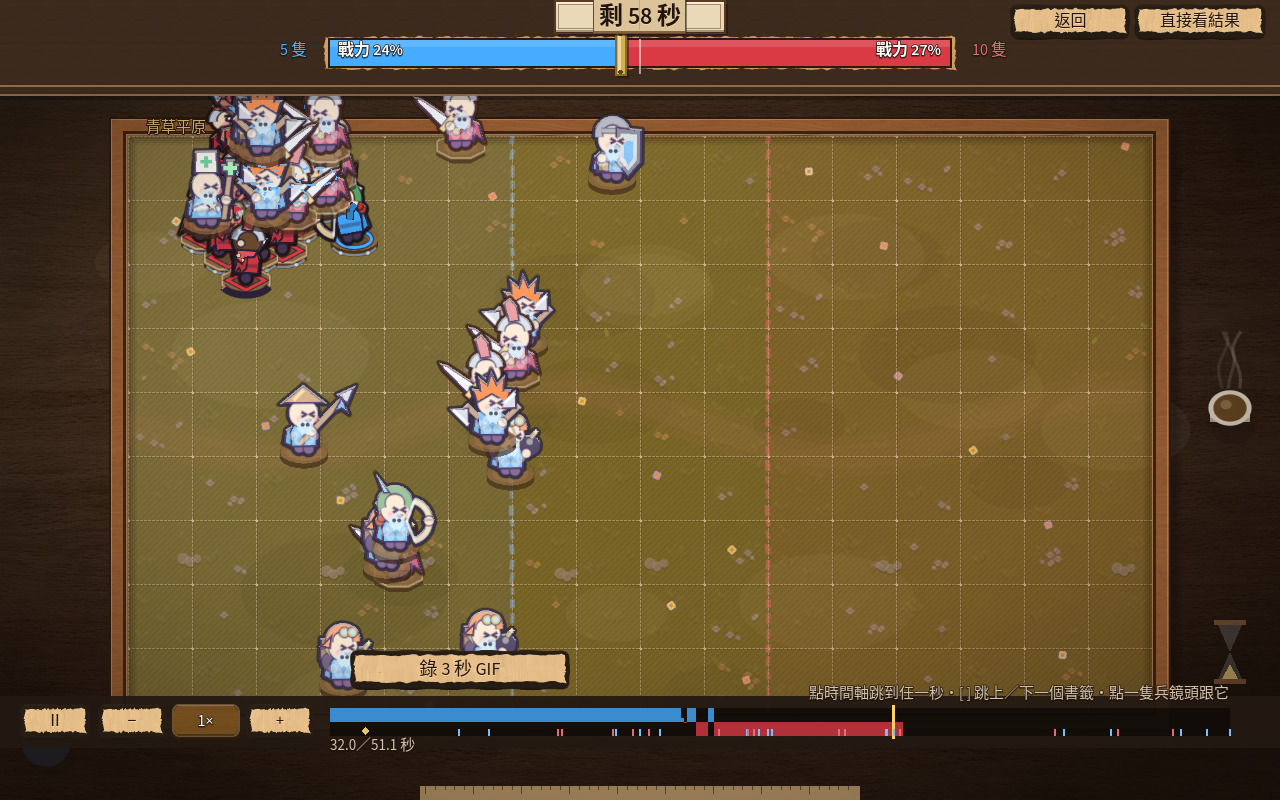 剩 58 秒
返回
直接看結果
5 隻
戰力 24%
戰力 27%
10 隻
青草平原
錄 3 秒 GIF
點時間軸跳到任一秒・[ ] 跳上／下一個書籤・點一隻兵鏡頭跟它
II
−
1×
+
32.0／51.1 秒